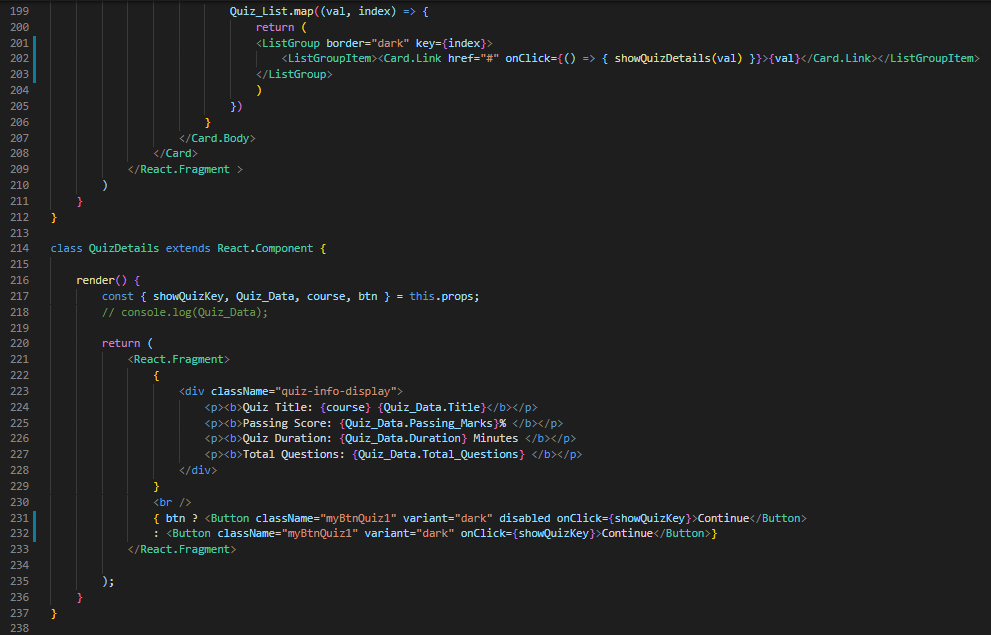 199 Quiz_List.map((val, index) => {
200 return (
201 <ListGroup border="dark" key={index}>
202 <ListGroupItem><Card.Link href="#" onClick={() => { showQuizDetails(val) }}>{val}</Card.Link></ListGroupItem>
203 </ListGroup>
204 )
205 })
206 }
207 </Card.Body>
208 </Card>
209 </React.Fragment >
210 )
211 }
212 }
213
214 class QuizDetails extends React.Component {
215
216 render() {
217 const { showQuizKey, Quiz_Data, course, btn } = this.props;
218 // console.log(Quiz_Data);
219
220 return (
221 <React.Fragment>
222 {
223 <div className="quiz-info-display">
224 <p><b>Quiz Title: {course} {Quiz_Data.Title}</b></p>
225 <p><b>Passing Score: {Quiz_Data.Passing_Marks}% </b></p>
226 <p><b>Quiz Duration: {Quiz_Data.Duration} Minutes </b></p>
227 <p><b>Total Questions: {Quiz_Data.Total_Questions} </b></p>
228 </div>
229 }
230 <br />
231 { btn ? <Button className="myBtnQuiz1" variant="dark" disabled onClick={showQuizKey}>Continue</Button>
232 : <Button className="myBtnQuiz1" variant="dark" onClick={showQuizKey}>Continue</Button>}
233 </React.Fragment>
234
235 );
236 }
237 }
238